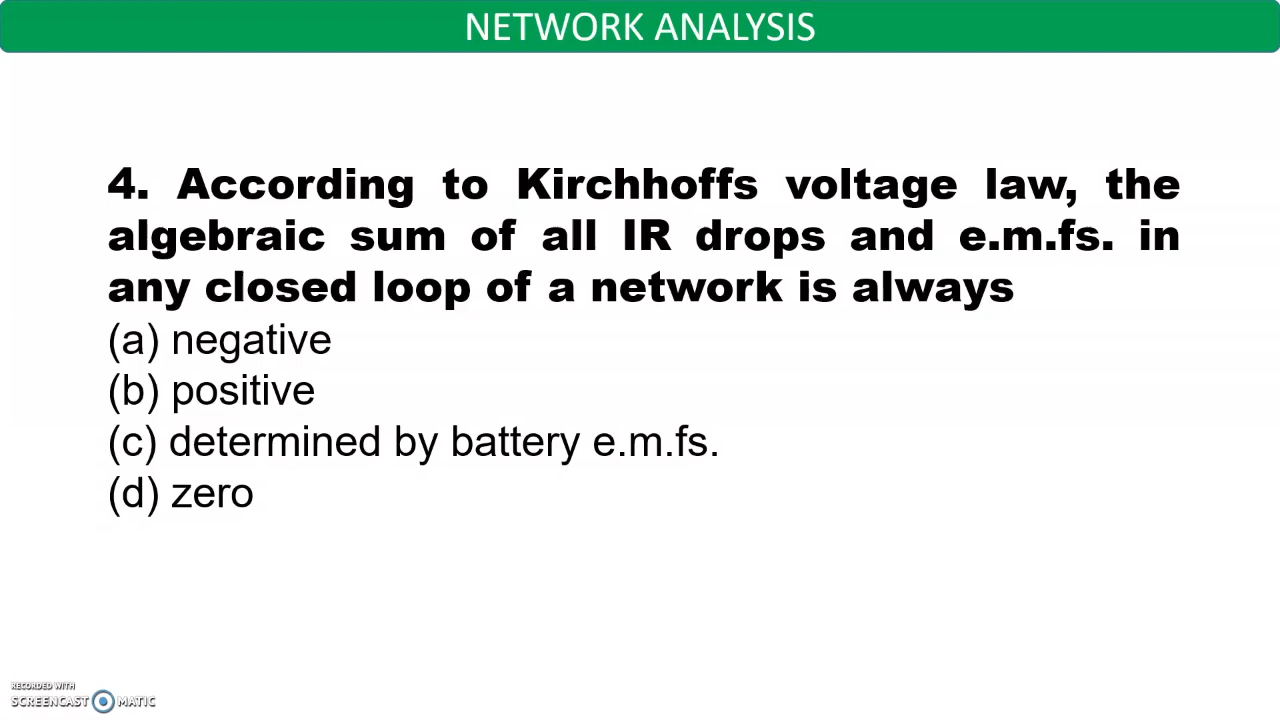 NETWORK ANALYSIS
4. According to Kirchhoffs voltage law, the
algebraic sum of all IR drops and e.m.fs. in
any closed loop of a network is always
(a) negative
(b) positive
(c) determined by battery e.m.fs.
(d) zero
RECORDED WITH
SCREENCAST MATIC